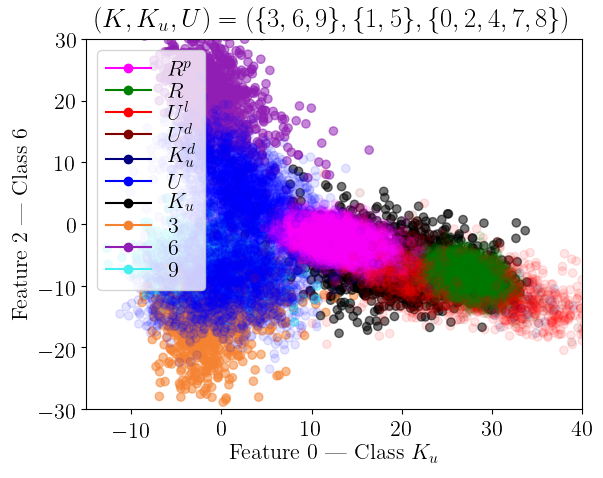 (K, K_u, U) = ({3, 6, 9}, {1, 5}, {0, 2, 4, 7, 8})
30
20
10
0
−10
−20
−30
Feature 2 — Class 6
R^p
R
U^l
U^d
K_u^d
U
K_u
3
6
9
−10
0
10
20
30
40
Feature 0 — Class K_u